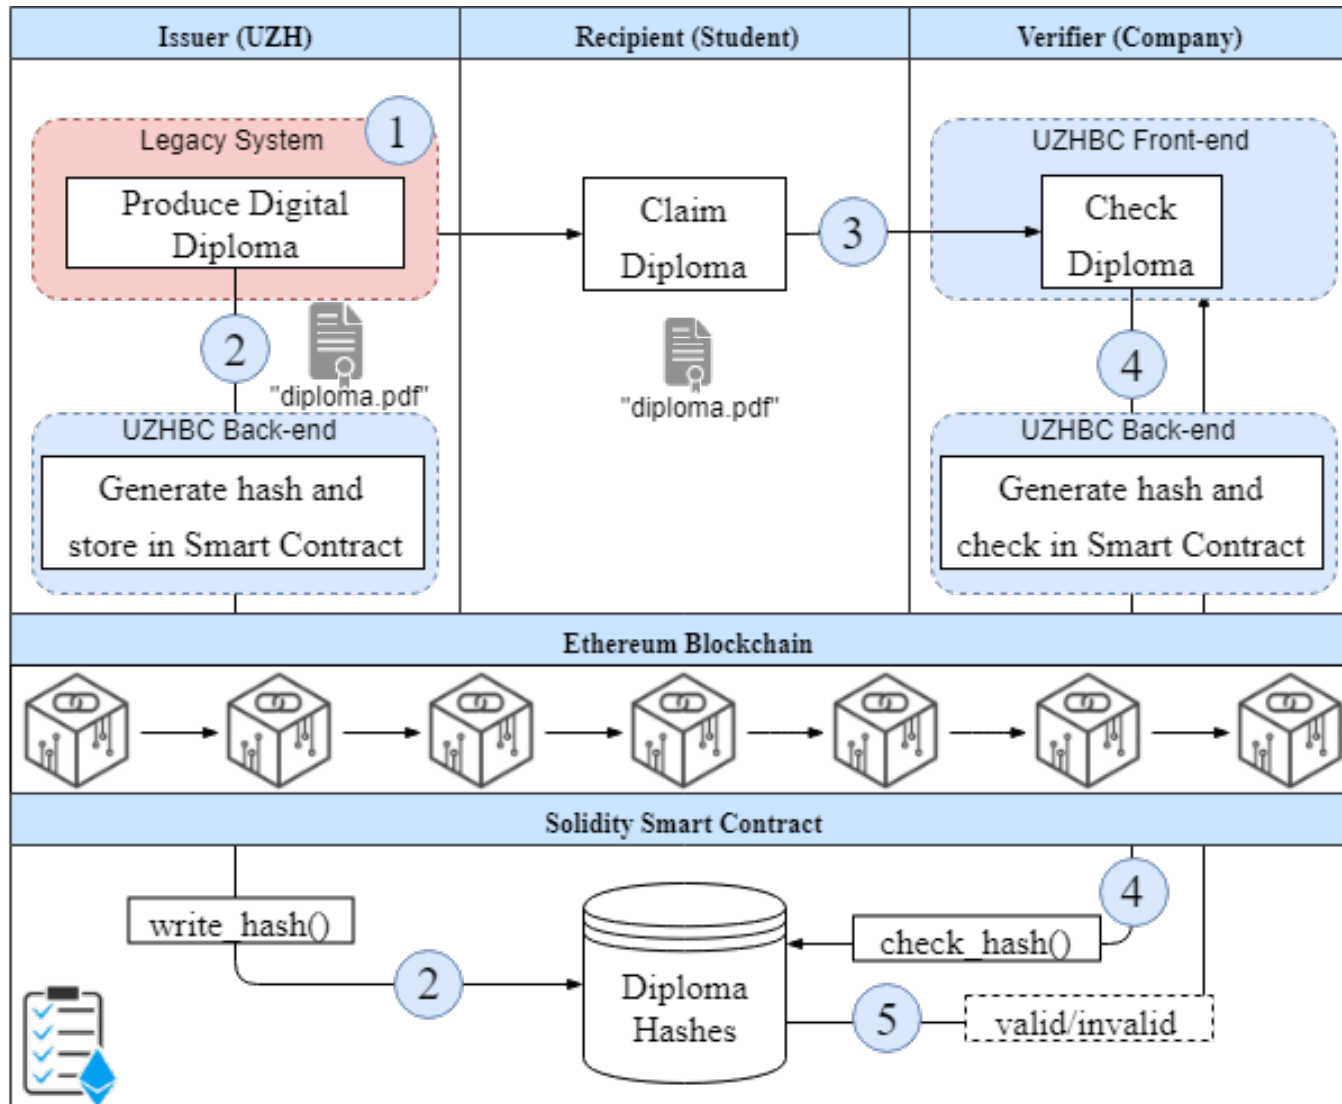 Issuer (UZH)
Recipient (Student)
Verifier (Company)
Legacy System
1
Produce Digital
Diploma
2
"diploma.pdf"
UZHBC Back-end
Generate hash and
store in Smart Contract
Claim
Diploma
"diploma.pdf"
3
UZHBC Front-end
Check
Diploma
4
UZHBC Back-end
Generate hash and
check in Smart Contract
Ethereum Blockchain
Solidity Smart Contract
write_hash()
2
Diploma
Hashes
4
check_hash()
5
valid/invalid